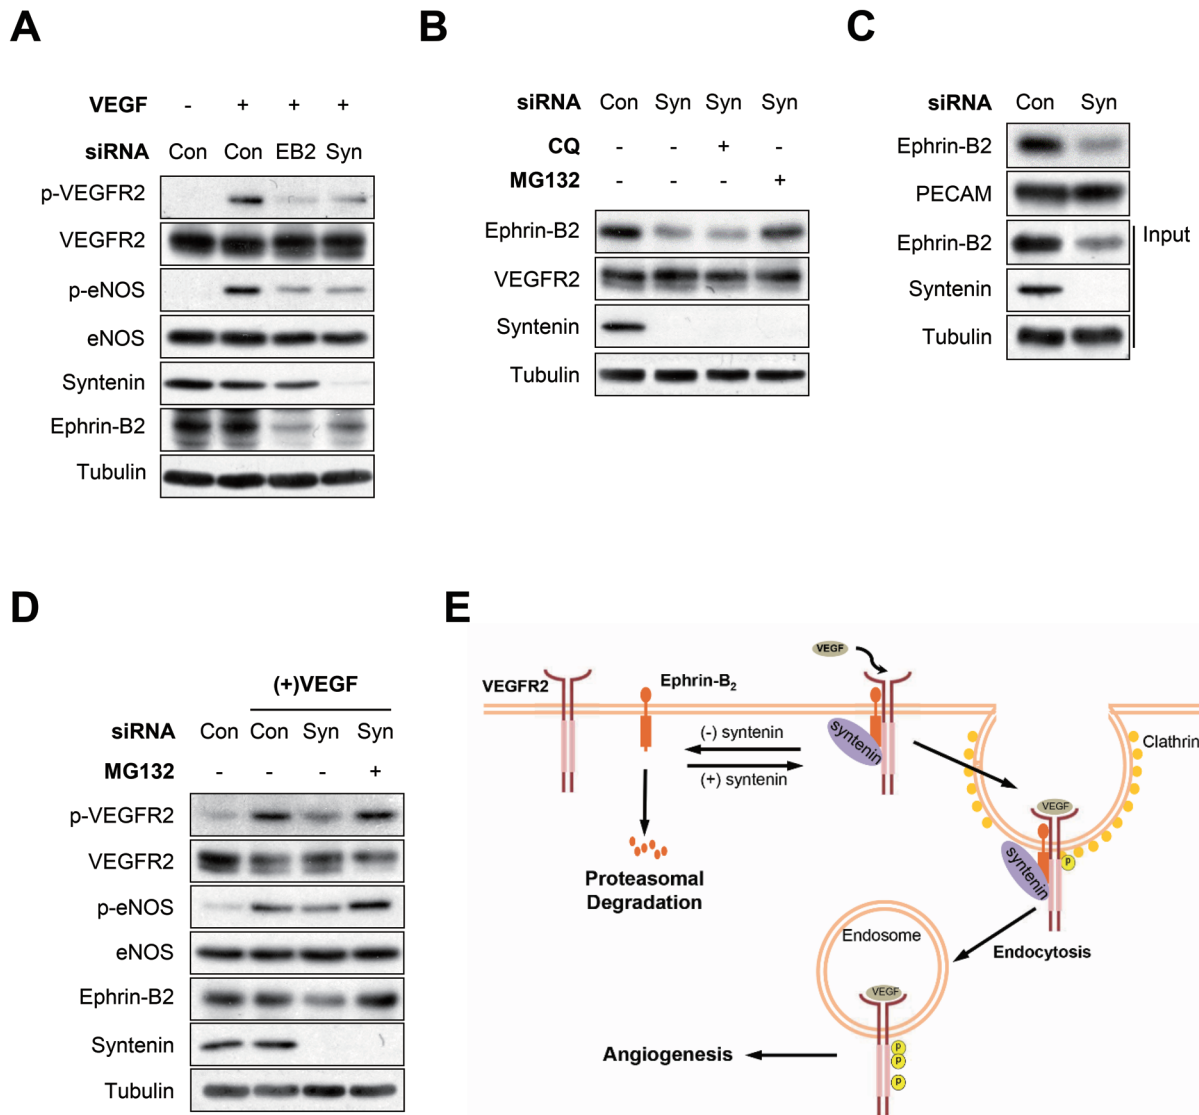 A
VEGF - + + +
siRNA Con Con EB2 Syn
p-VEGFR2
VEGFR2
p-eNOS
eNOS
Syntenin
Ephrin-B2
Tubulin
B
siRNA Con Syn Syn Syn
CQ - - + -
MG132 - - - +
Ephrin-B2
VEGFR2
Syntenin
Tubulin
C
siRNA Con Syn
Ephrin-B2
PECAM
Ephrin-B2
Input
Syntenin
Tubulin
D
(+)VEGF
siRNA Con Con Syn Syn
MG132 - - - +
p-VEGFR2
VEGFR2
p-eNOS
eNOS
Ephrin-B2
Syntenin
Tubulin
E
VEGF
VEGFR2
Ephrin-B2
syntenin
(-) syntenin
(+) syntenin
Clathrin
VEGF
P
syntenin
Proteasomal
Degradation
Endosome
Endocytosis
VEGF
P
P
P
Angiogenesis